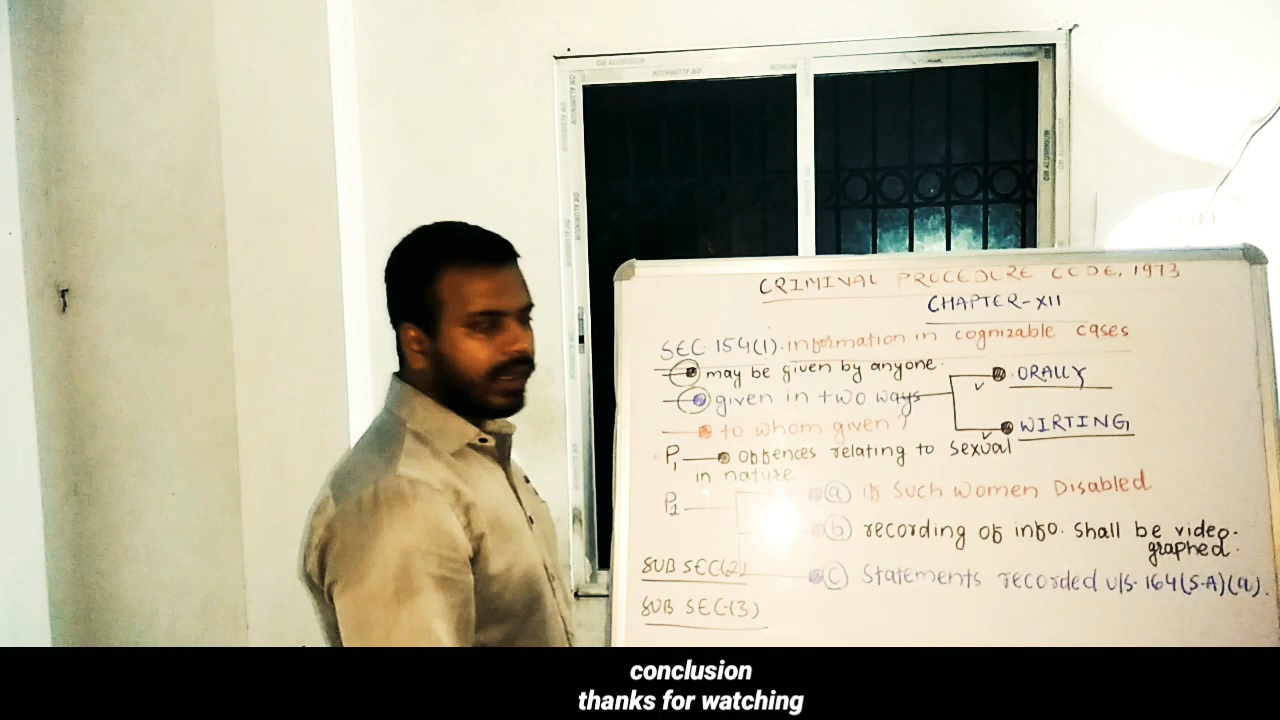 CRIMINAL PROCEDURE CODE, 1973
CHAPTER-XII
SEC. 154(1). information in cognizable cases
may be given by anyone.
given in two ways
ORALLY
WIRTING
to whom given ?
P1 offences relating to sexual
in nature
P2
(a) if Such Women Disabled
(b) recording of info. Shall be video-
graphed.
SUB SEC(2)
(c) Statements recorded u/s- 164(5-A)(a).
SUB SEC-(3)
conclusion
thanks for watching